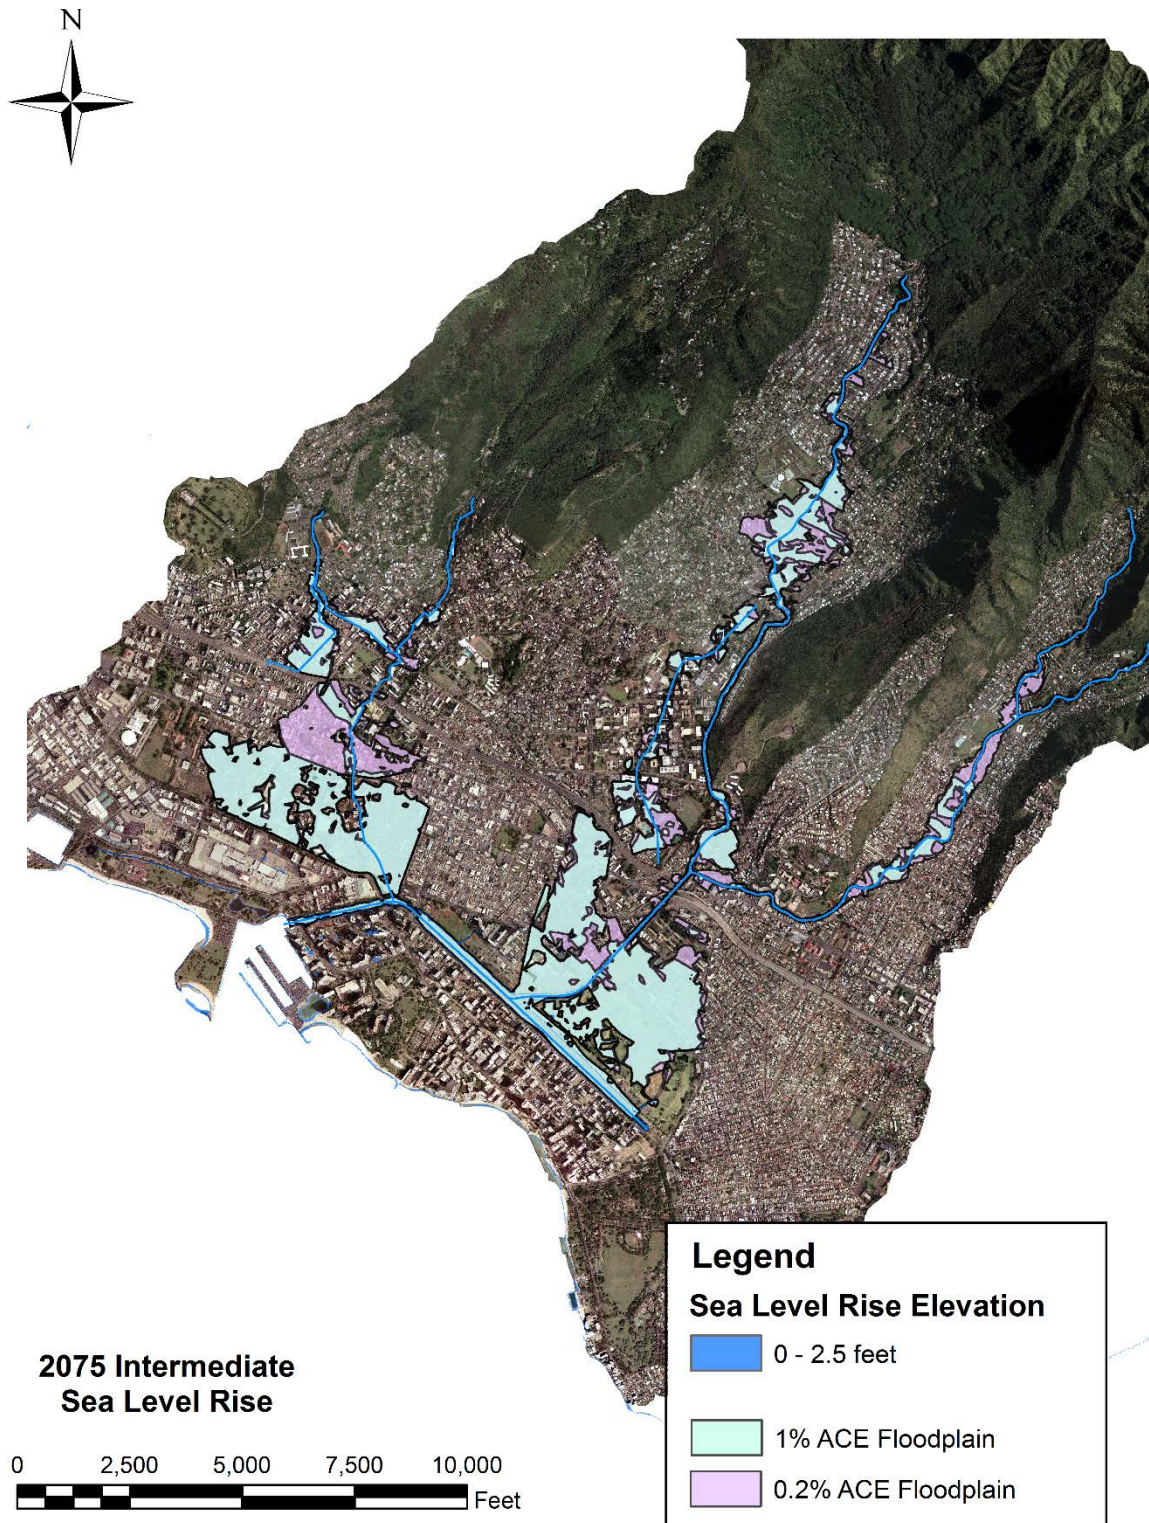 N
Legend
Sea Level Rise Elevation
0 - 2.5 feet
1% ACE Floodplain
0.2% ACE Floodplain
2075 Intermediate
Sea Level Rise
0 2,500 5,000 7,500 10,000
Feet